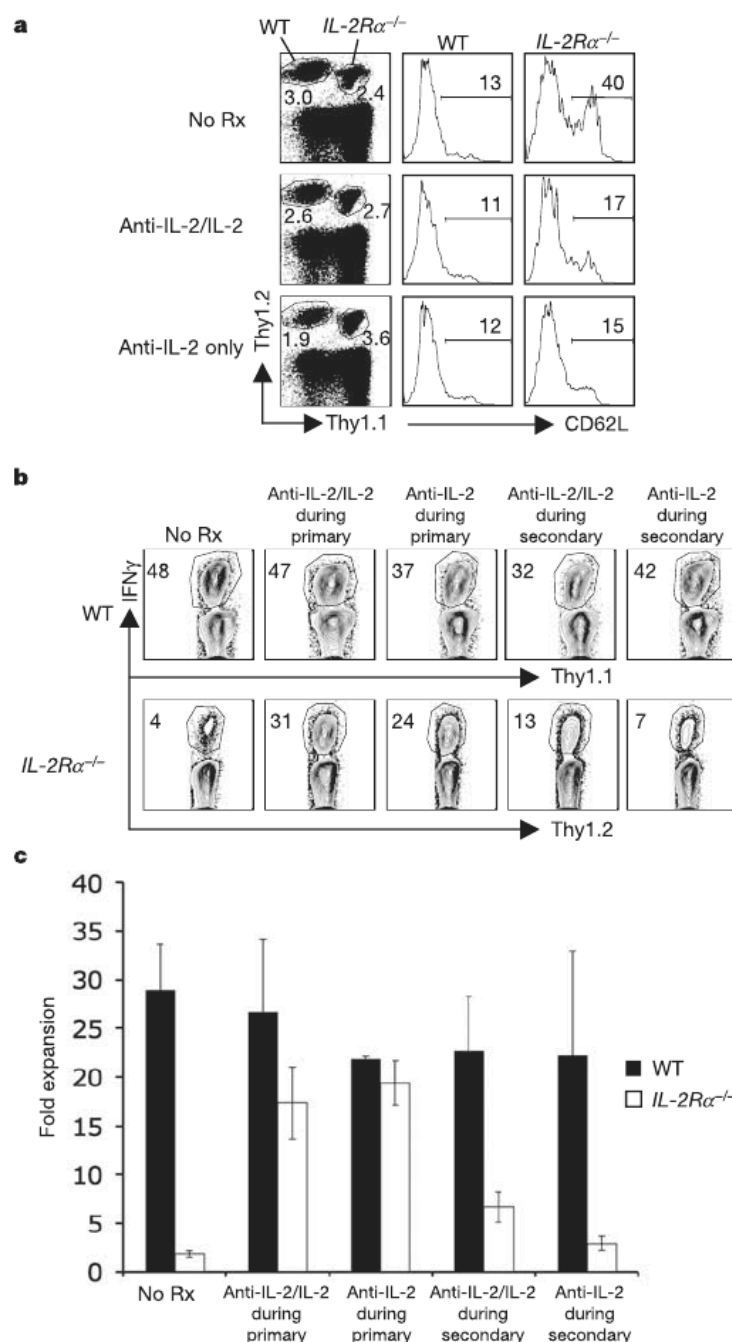 a
WT
IL-2Rα−/−
WT
IL-2Rα−/−
No Rx
3.0
2.4
13
40
Anti-IL-2/IL-2
2.6
2.7
11
17
Anti-IL-2 only
1.9
3.6
12
15
Thy1.2
Thy1.1
CD62L
b
No Rx
Anti-IL-2/IL-2
during
primary
Anti-IL-2
during
primary
Anti-IL-2/IL-2
during
secondary
Anti-IL-2
during
secondary
WT
IFNγ
48
47
37
32
42
Thy1.1
IL-2Rα−/−
4
31
24
13
7
Thy1.2
c
Fold expansion
40
35
30
25
20
15
10
5
0
WT
IL-2Rα−/−
No Rx
Anti-IL-2/IL-2
during
primary
Anti-IL-2
during
primary
Anti-IL-2/IL-2
during
secondary
Anti-IL-2
during
secondary